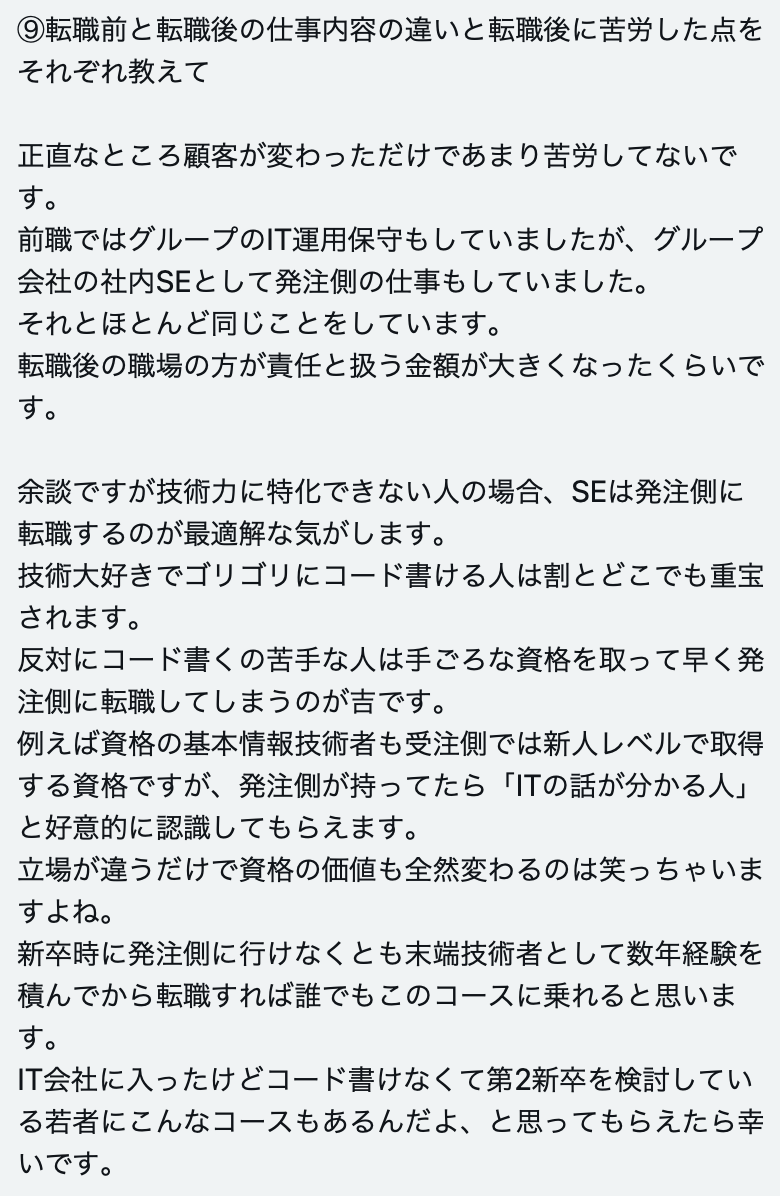 ⑨転職前と転職後の仕事内容の違いと転職後に苦労した点を
それぞれ教えて
正直なところ顧客が変わっただけであまり苦労してないで
す。
前職ではグループのIT運用保守もしていましたが、グループ
会社の社内SEとして発注側の仕事もしていました。
それとほとんど同じことをしています。
転職後の職場の方が責任と扱う金額が大きくなったくらいで
す。
余談ですが技術力に特化できない人の場合、SEは発注側に
転職するのが最適解な気がします。
技術大好きでゴリゴリにコード書ける人は割とどこでも重宝
されます。
反対にコード書くの苦手な人は手ごろな資格を取って早く発
注側に転職してしまうのが吉です。
例えば資格の基本情報技術者も受注側では新人レベルで取得
する資格ですが、発注側が持ってたら「ITの話が分かる人」
と好意的に認識してもらえます。
立場が違うだけで資格の価値も全然変わるのは笑っちゃいま
すよね。
新卒時に発注側に行けなくとも末端技術者として数年経験を
積んでから転職すれば誰でもこのコースに乗れると思いま
す。
IT会社に入ったけどコード書けなくて第2新卒を検討してい
る若者にこんなコースもあるんだよ、と思ってもらえたら幸
いです。